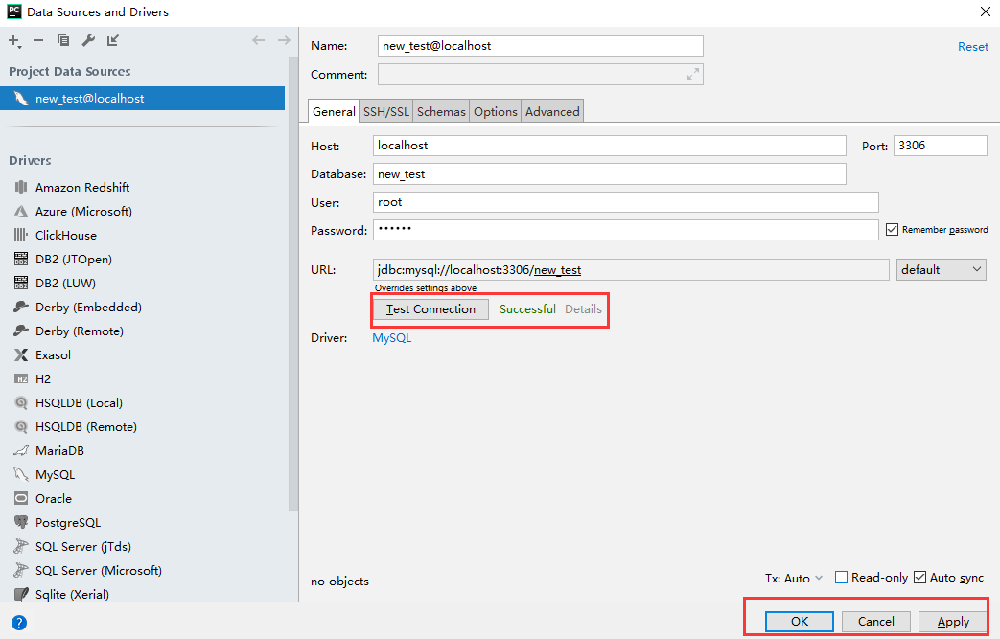 PC Data Sources and Drivers
Project Data Sources
new_test@localhost
Drivers
Amazon Redshift
Azure (Microsoft)
ClickHouse
DB2 (JTOpen)
DB2 (LUW)
Derby (Embedded)
Derby (Remote)
Exasol
H2
HSQLDB (Local)
HSQLDB (Remote)
MariaDB
MySQL
Oracle
PostgreSQL
SQL Server (jTds)
SQL Server (Microsoft)
Sqlite (Xerial)
?
Name: new_test@localhost Reset
Comment:
General SSH/SSL Schemas Options Advanced
Host: localhost Port: 3306
Database: new_test
User: root
Password: •••••• Remember password
URL: jdbc:mysql://localhost:3306/new_test default
Overrides settings above
Test Connection Successful Details
Driver: MySQL
no objects Tx: Auto Read-only Auto sync
OK Cancel Apply